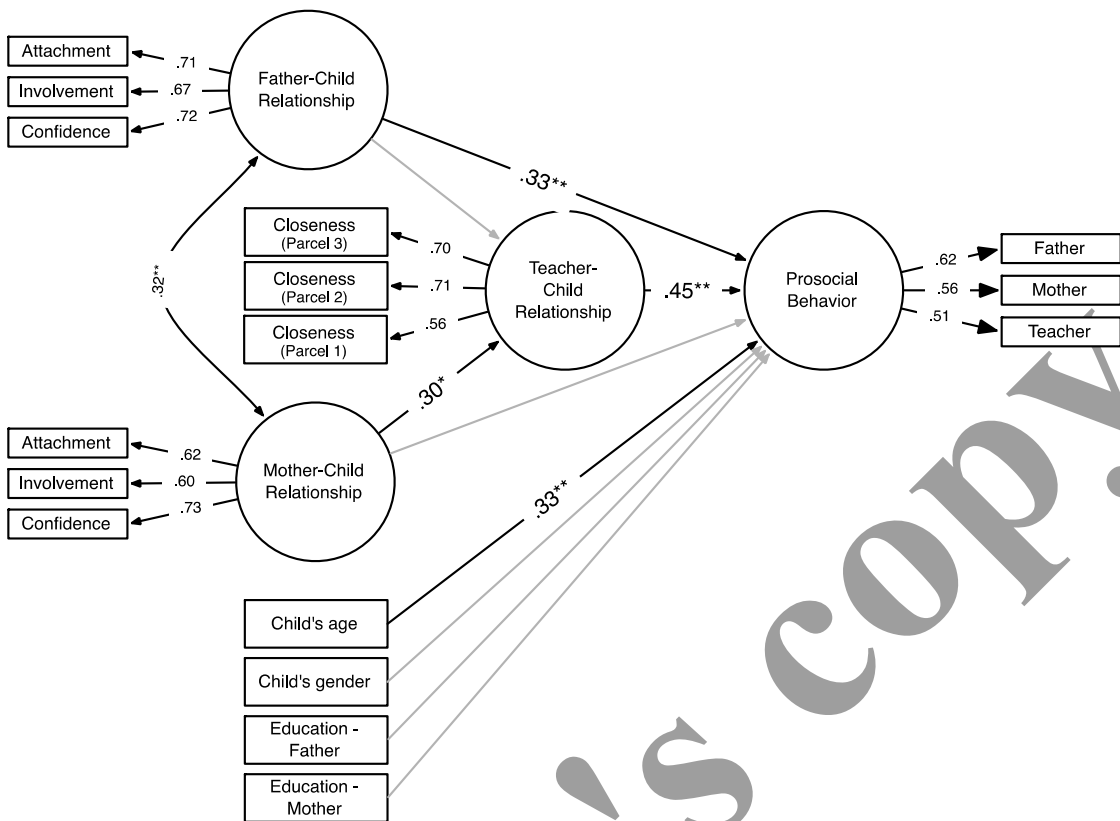 Attachment
Involvement
Confidence
.71
.67
.72
Father-Child
Relationship
.33**
.32**
Closeness
(Parcel 3)
Closeness
(Parcel 2)
Closeness
(Parcel 1)
.70
.71
.56
Teacher-
Child
Relationship
.45**
Prosocial
Behavior
.62
.56
.51
Father
Mother
Teacher
.30*
Attachment
Involvement
Confidence
.62
.60
.73
Mother-Child
Relationship
.33**
Child's age
Child's gender
Education -
Father
Education -
Mother
's copy